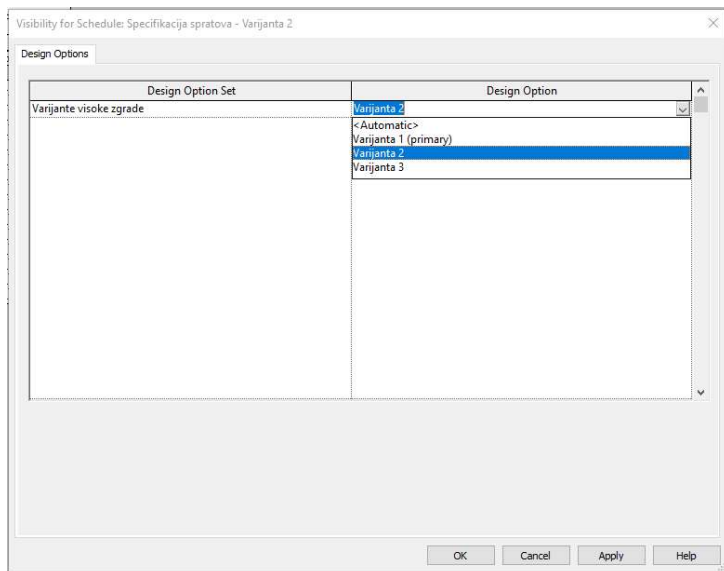 Visibility for Schedule: Specifikacija spratova - Varijanta 2
Design Options
Design Option Set Design Option
Varijante visoke zgrade Varijanta 2
<Automatic>
Varijanta 1 (primary)
Varijanta 2
Varijanta 3
OK Cancel Apply Help